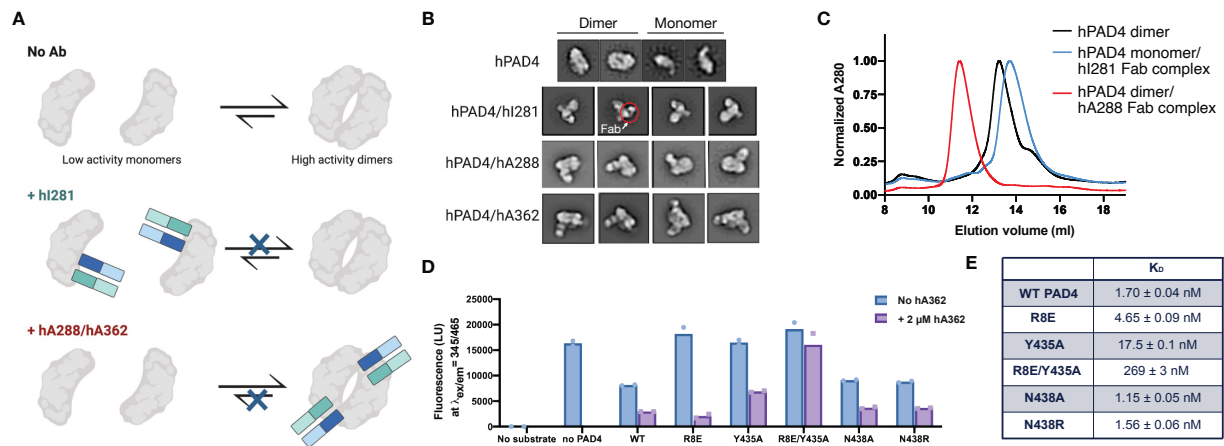 A
No Ab
Low activity monomers
High activity dimers
+ hI281
+ hA288/hA362
B
Dimer
Monomer
hPAD4
hPAD4/hI281
Fab
hPAD4/hA288
hPAD4/hA362
C
Normalized A280
1.00
0.75
0.50
0.25
0.00
8
10
12
14
16
18
Elution volume (ml)
hPAD4 dimer
hPAD4 monomer/
hI281 Fab complex
hPAD4 dimer/
hA288 Fab complex
D
Fluorescence (LU)
at λex/em= 345/465
25000
20000
15000
10000
5000
0
No substrate
no PAD4
WT
R8E
Y435A
R8E/Y435A
N438A
N438R
No hA362
+ 2 µM hA362
E
KD
WT PAD4 1.70 ± 0.04 nM
R8E 4.65 ± 0.09 nM
Y435A 17.5 ± 0.1 nM
R8E/Y435A 269 ± 3 nM
N438A 1.15 ± 0.05 nM
N438R 1.56 ± 0.06 nM